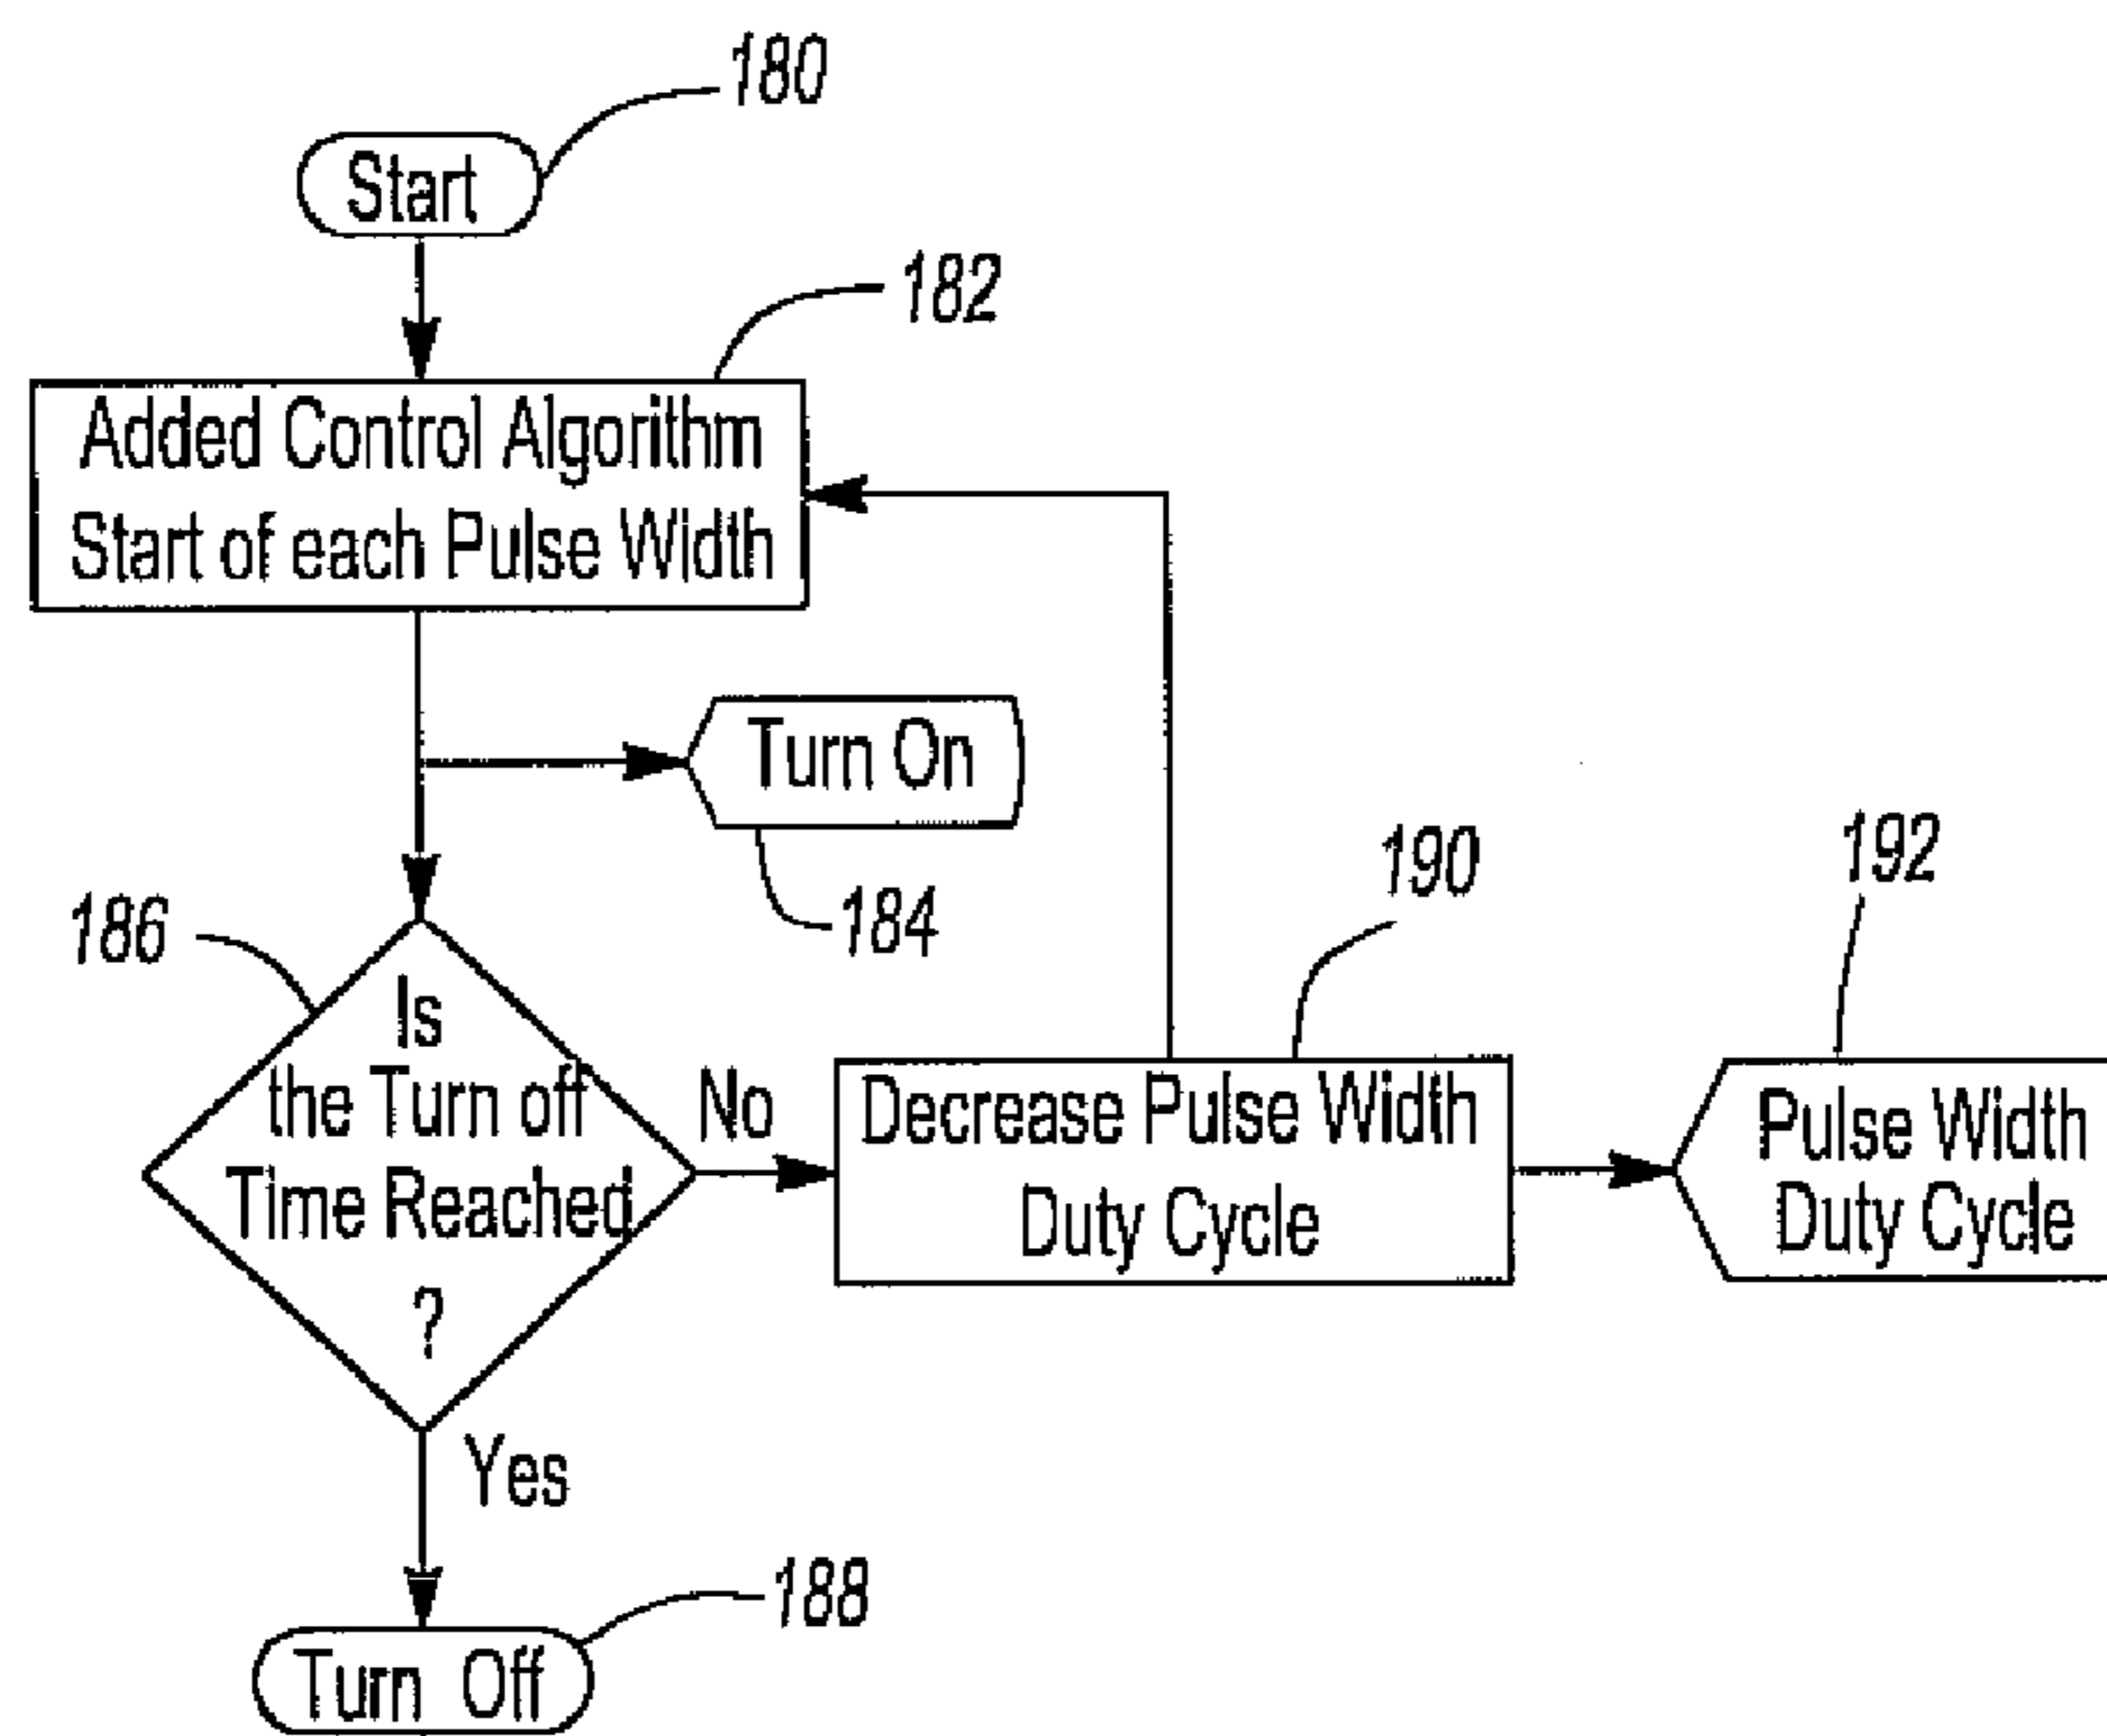 180
Start
182
Added Control Algorithm
Start of each Pulse Width
Turn On
184
190
192
186
Is
the Turn off
Time Reached
?
No
Decrease Pulse Width
Duty Cycle
Pulse Width
Duty Cycle
Yes
188
Turn Off